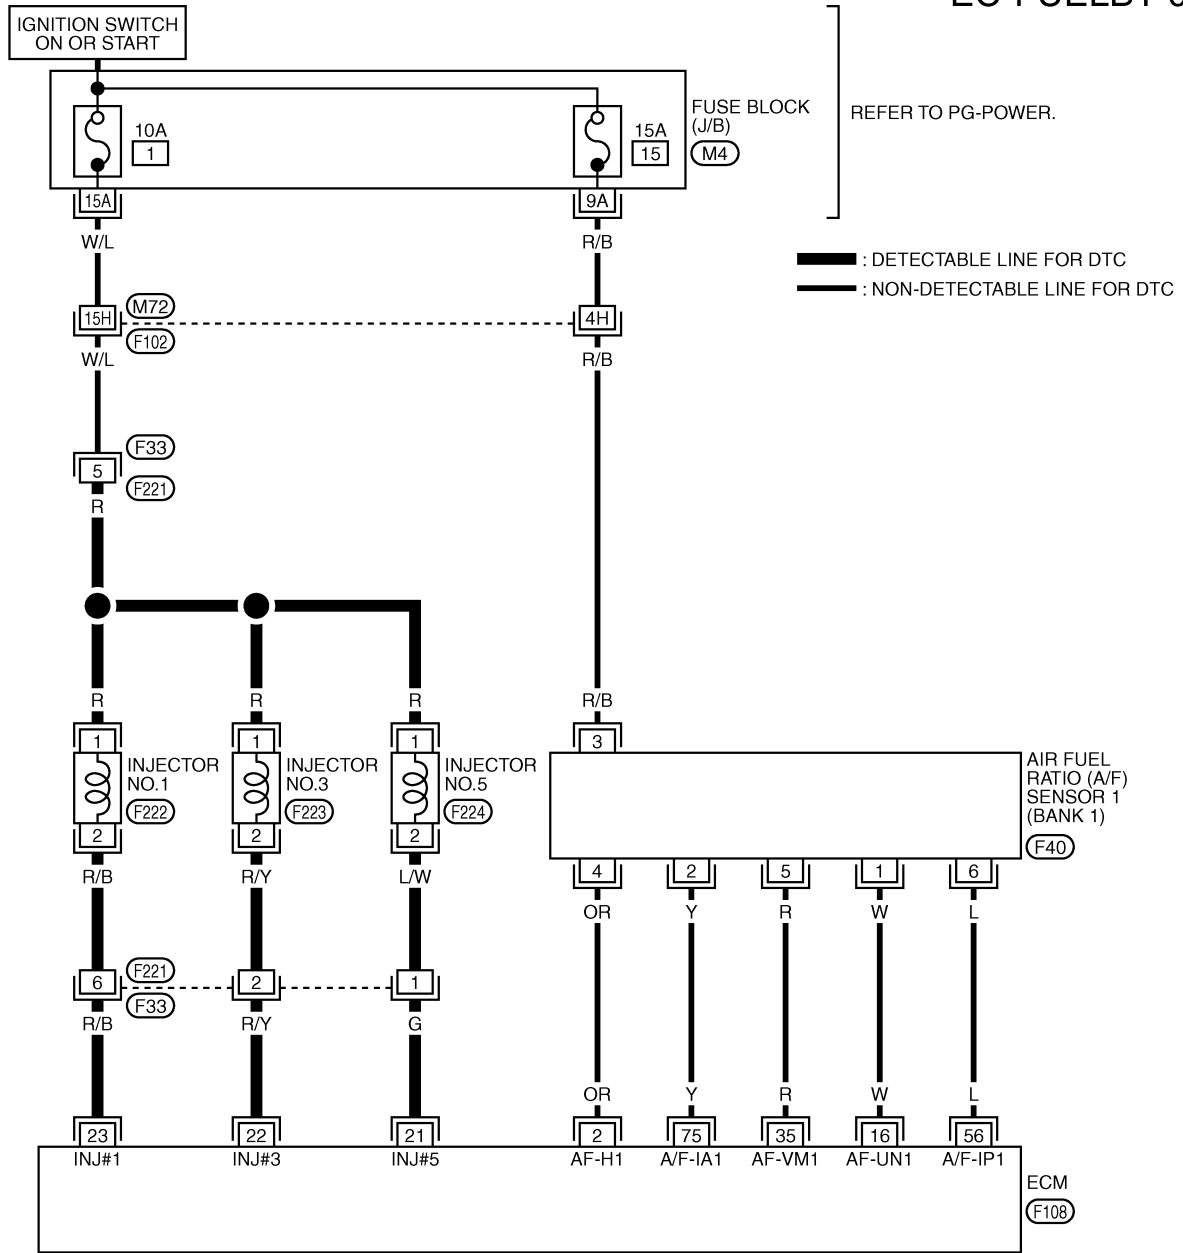 IGNITION SWITCH
ON OR START
FUSE BLOCK
(J/B)
M4
REFER TO PG-POWER.
10A
1
15A
15
15A
9A
W/L
R/B
: DETECTABLE LINE FOR DTC
: NON-DETECTABLE LINE FOR DTC
15H
M72
F102
4H
W/L
R/B
5
F33
F221
R
R
R
R
R/B
1
1
1
3
INJECTOR
NO.1
F222
INJECTOR
NO.3
F223
INJECTOR
NO.5
F224
AIR FUEL
RATIO (A/F)
SENSOR 1
(BANK 1)
F40
2
2
2
4
2
5
1
6
R/B
R/Y
L/W
OR
Y
R
W
L
6
F221
F33
2
1
R/B
R/Y
G
OR
Y
R
W
L
23
22
21
2
75
35
16
56
INJ#1
INJ#3
INJ#5
AF-H1
A/F-IA1
AF-VM1
AF-UN1
A/F-IP1
ECM
F108